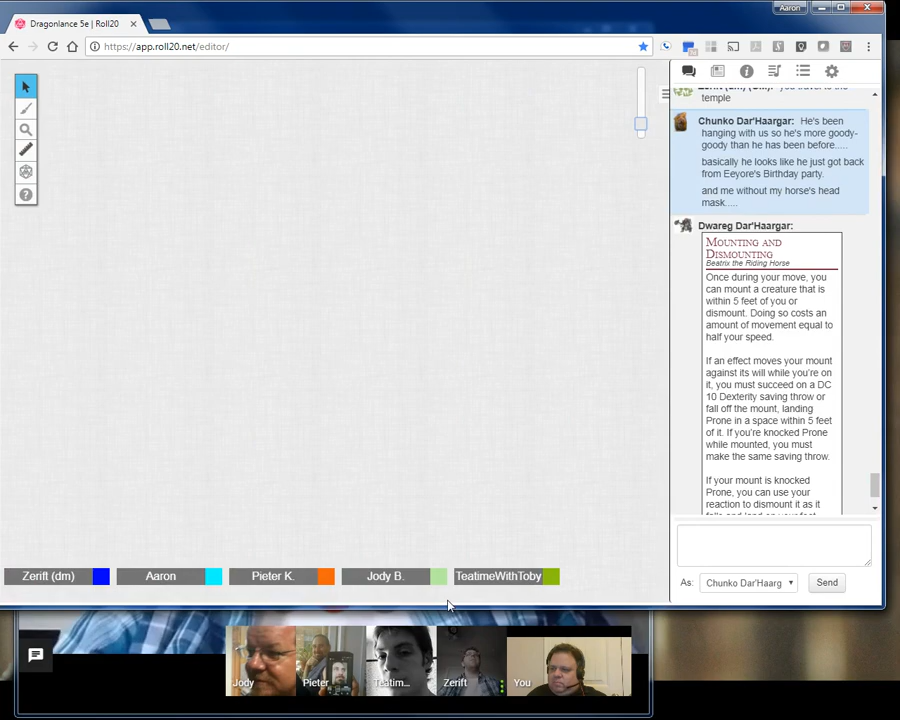 Aaron
Dragonlance 5e | Roll20
https://app.roll20.net/editor/
you travel to the
temple
Chunko Dar'Haargar: He's been
hanging with us so he's more goody-
goody than he has been before.....
basically he looks like he just got back
from Eeyore's Birthday party.
and me without my horse's head
mask.....
Dwareg Dar'Haargar:
Mounting and
Dismounting
Beatrix the Riding Horse
Once during your move, you
can mount a creature that is
within 5 feet of you or
dismount. Doing so costs an
amount of movement equal to
half your speed.
If an effect moves your mount
against its will while you're on
it, you must succeed on a DC
10 Dexterity saving throw or
fall off the mount, landing
Prone in a space within 5 feet
of it. If you're knocked Prone
while mounted, you must
make the same saving throw.
If your mount is knocked
Prone, you can use your
reaction to dismount it as it
Zerift (dm)
Aaron
Pieter K.
Jody B.
TeatimeWithToby
As:
Chunko Dar'Haarg
Send
Jody
Pieter
Teatim...
Zerift
You